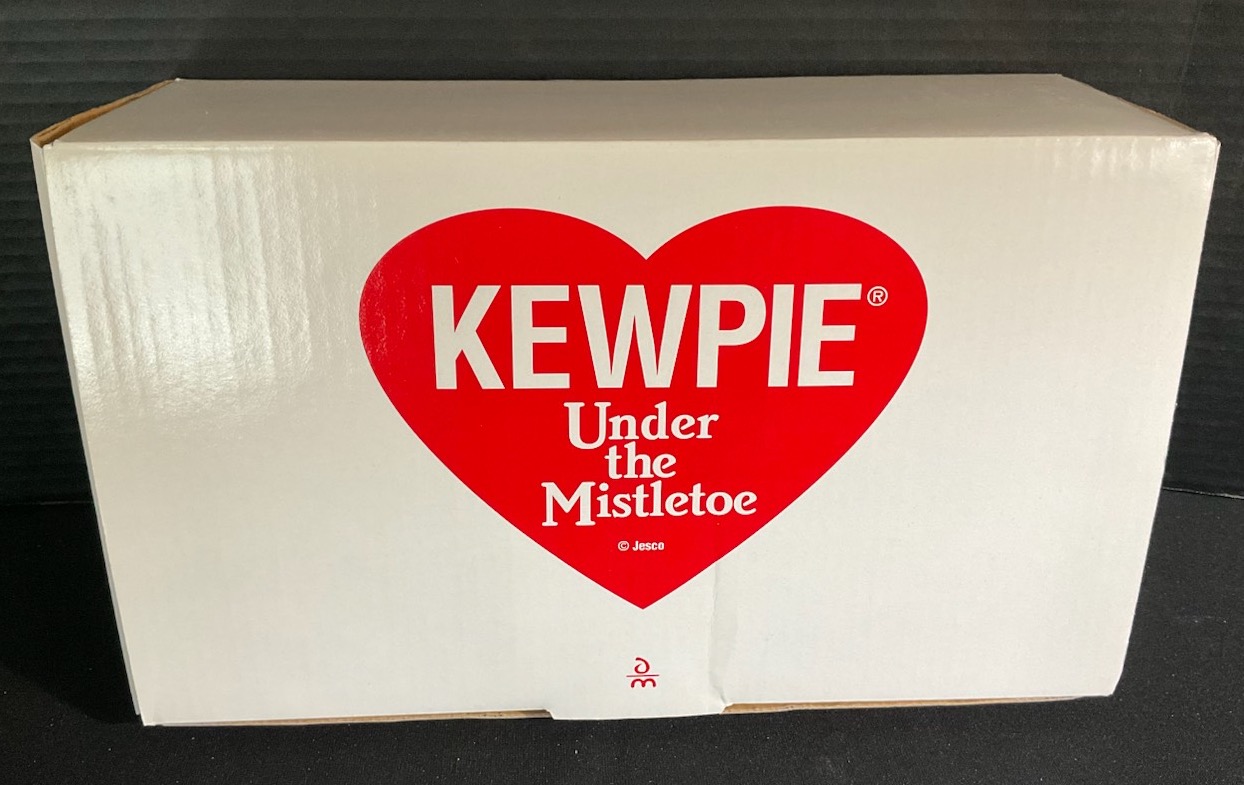 KEWPIE®
Under
the
Mistletoe
© Jesco